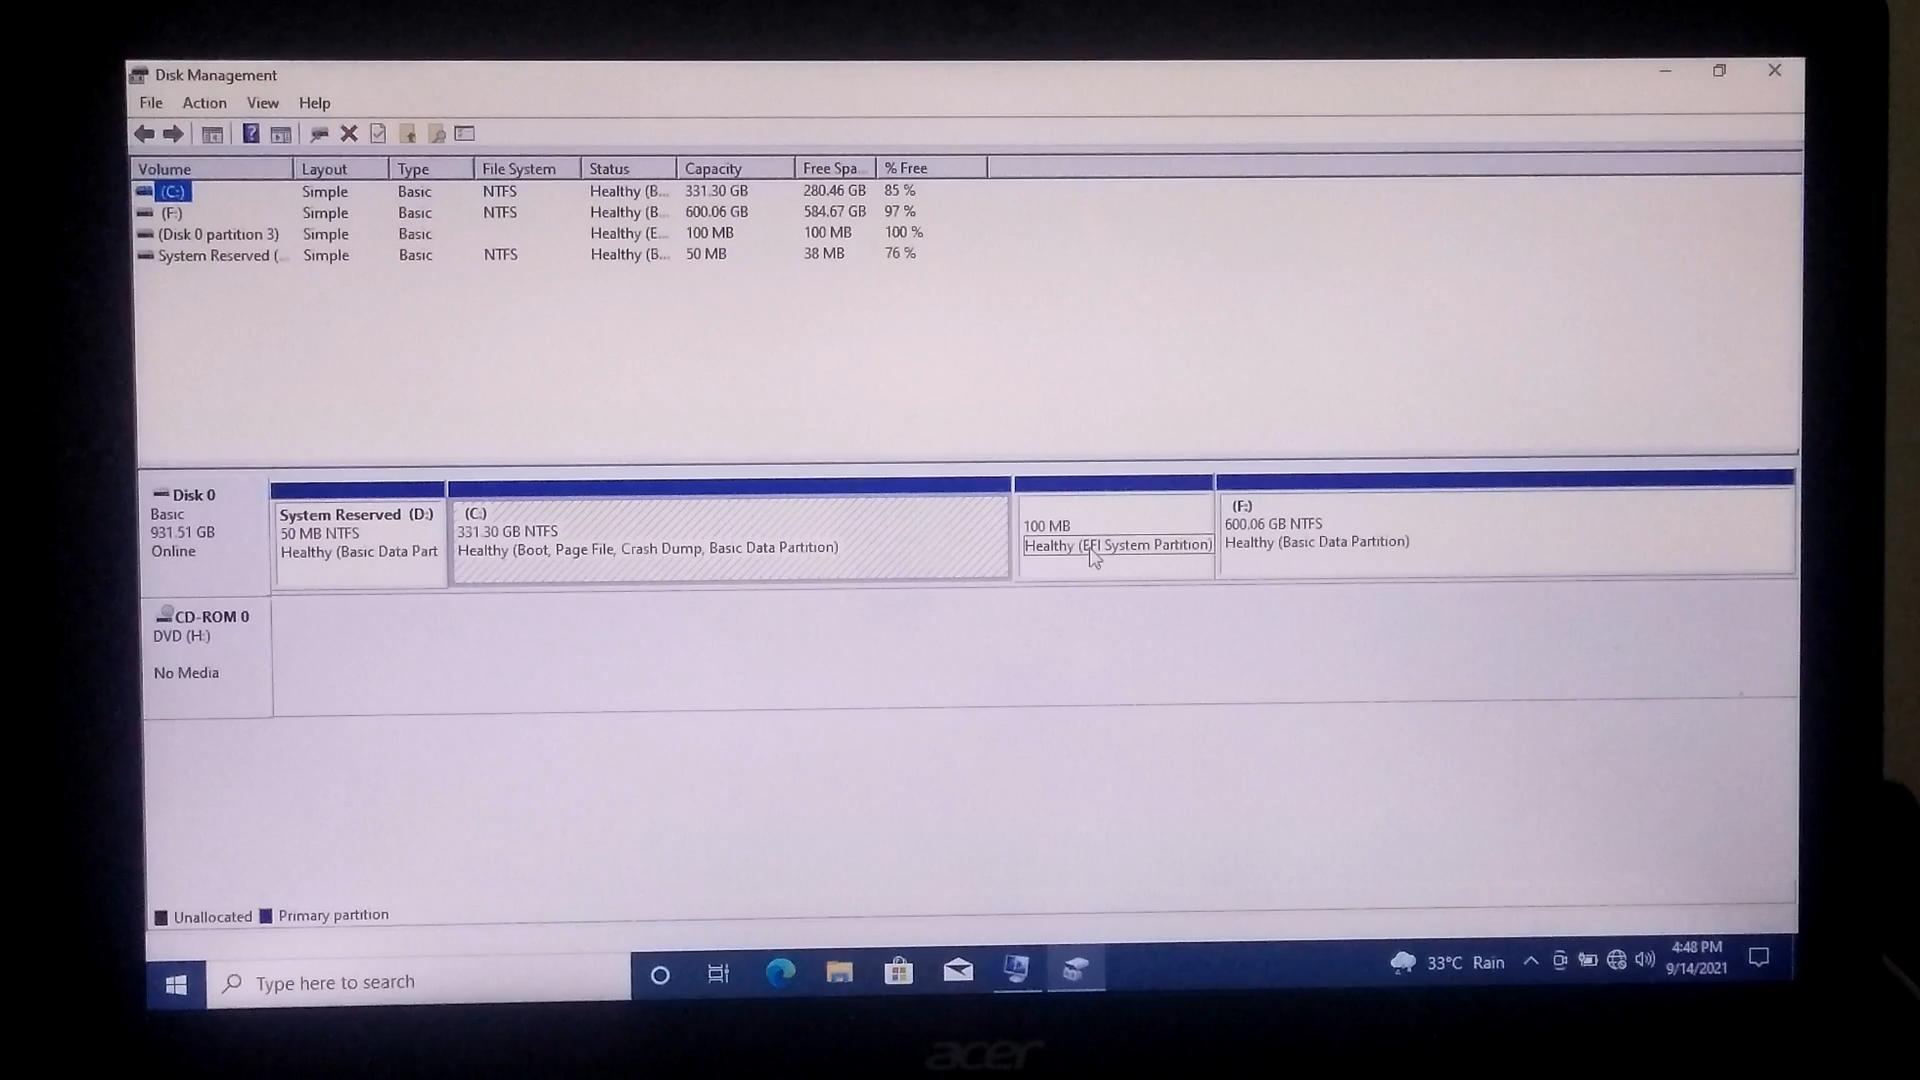 Disk Management
File Action View Help
Volume Layout Type File System Status Capacity Free Spa... % Free
(C:) Simple Basic NTFS Healthy (B... 331.30 GB 280.46 GB 85 %
(F:) Simple Basic NTFS Healthy (B... 600.06 GB 584.67 GB 97 %
(Disk 0 partition 3) Simple Basic Healthy (E... 100 MB 100 MB 100 %
System Reserved (... Simple Basic NTFS Healthy (B... 50 MB 38 MB 76 %
Disk 0
Basic
931.51 GB
Online
System Reserved (D:)
50 MB NTFS
Healthy (Basic Data Part
(C:)
331.30 GB NTFS
Healthy (Boot, Page File, Crash Dump, Basic Data Partition)
100 MB
Healthy (EFI System Partition)
(F:)
600.06 GB NTFS
Healthy (Basic Data Partition)
CD-ROM 0
DVD (H:)
No Media
Unallocated Primary partition
Type here to search
33°C Rain
4:48 PM
9/14/2021
acer